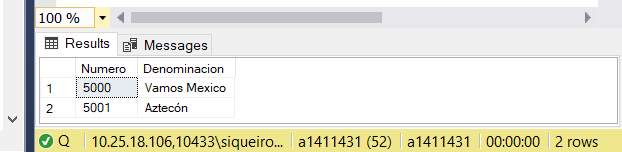 100 %
Results Messages
Numero Denominacion
1 5000 Vamos Mexico
2 5001 Aztecón
Q 10.25.18.106,10433\siqueiro... a1411431 (52) a1411431 00:00:00 2 rows